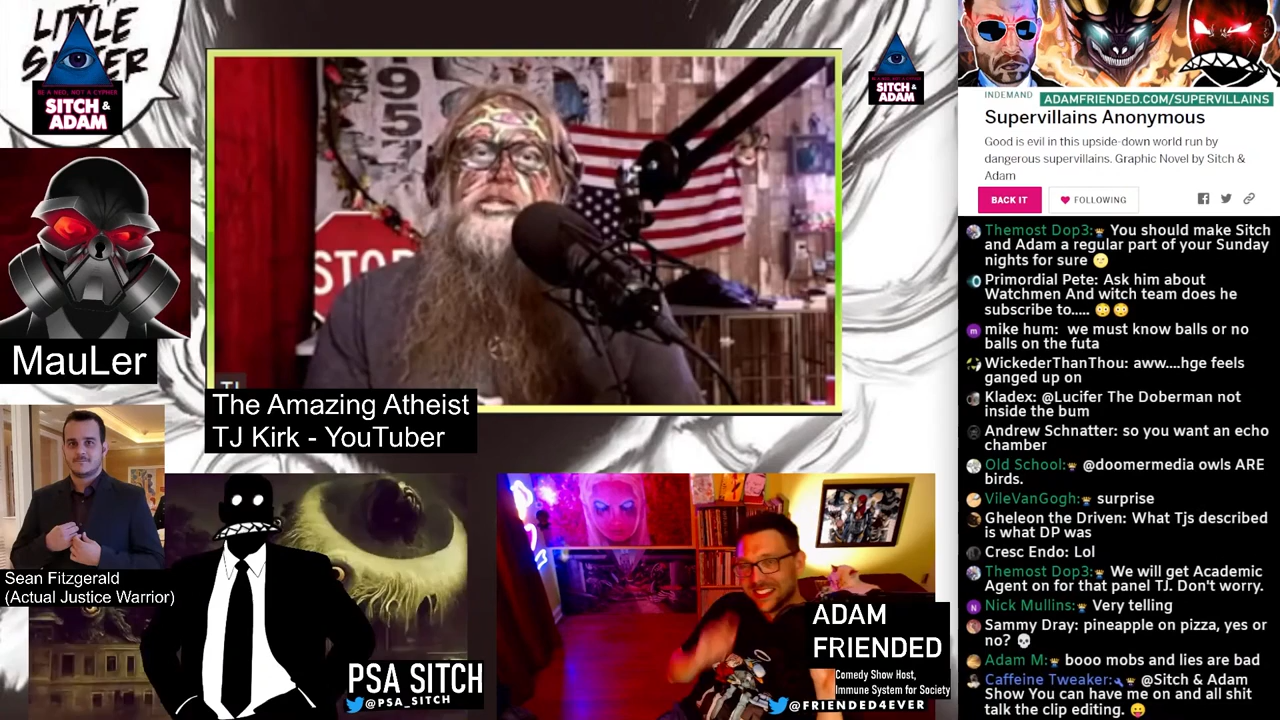 LITTLE
SISTER
BE A NEO, NOT A CYPHER
SITCH &
ADAM
MauLer
Sean Fitzgerald
(Actual Justice Warrior)
1957
STOP
TJ
The Amazing Atheist
TJ Kirk - YouTuber
SITCH &
ADAM
PSA SITCH
@PSA_SITCH
ADAM
FRIENDED
Comedy Show Host,
Immune System for Society
@FRIENDED4EVER
INDEMAND
ADAMFRIENDED.COM/SUPERVILLAINS
Supervillains Anonymous
Good is evil in this upside-down world run by
dangerous supervillains. Graphic Novel by Sitch &
Adam
BACK IT
FOLLOWING
Themost Dop3: You should make Sitch
and Adam a regular part of your Sunday
nights for sure
Primordial Pete: Ask him about
Watchmen And witch team does he
subscribe to.....
mike hum: we must know balls or no
balls on the futa
WickederThanThou: aww....hge feels
ganged up on
Kladex: @Lucifer The Doberman not
inside the bum
Andrew Schnatter: so you want an echo
chamber
Old School: @doomermedia owls ARE
birds.
VileVanGogh: surprise
Gheleon the Driven: What Tjs described
is what DP was
Cresc Endo: Lol
Themost Dop3: We will get Academic
Agent on for that panel TJ. Don't worry.
Nick Mullins: Very telling
Sammy Dray: pineapple on pizza, yes or
no?
Adam M: booo mobs and lies are bad
Caffeine Tweaker: @Sitch & Adam
Show You can have me on and all shit
talk the clip editing.